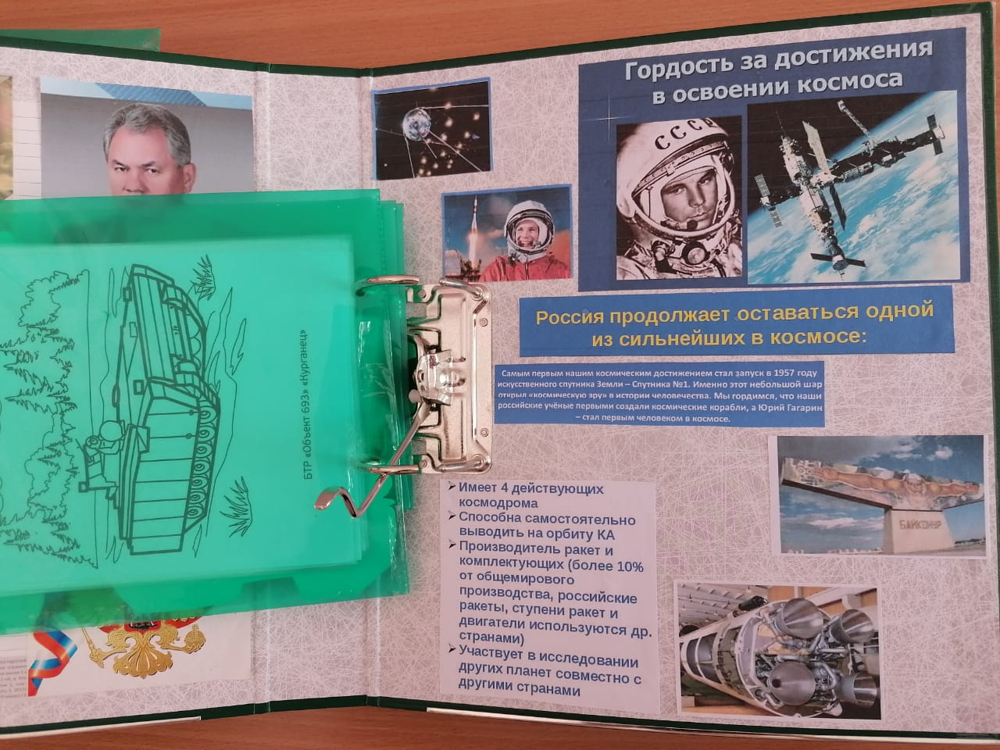 Гордость за достижения
в освоении космоса
СССР
Россия продолжает оставаться одной
из сильнейших в космосе:
Самым первым нашим космическим достижением стал запуск в 1957 году
искусственного спутника Земли – Спутника №1. Именно этот небольшой шар
открыл «космическую эру» в истории человечества. Мы гордимся, что наши
российские учёные первыми создали космические корабли, а Юрий Гагарин
– стал первым человеком в космосе.
БТР «Объект 693» «Курганец»
БАЙКОНУР
➢ Имеет 4 действующих
космодрома
➢ Способна самостоятельно
выводить на орбиту КА
➢ Производитель ракет и
комплектующих (более 10%
от общемирового
производства, российские
ракеты, ступени ракет и
двигатели используются др.
странами)
➢ Участвует в исследовании
других планет совместно с
другими странами